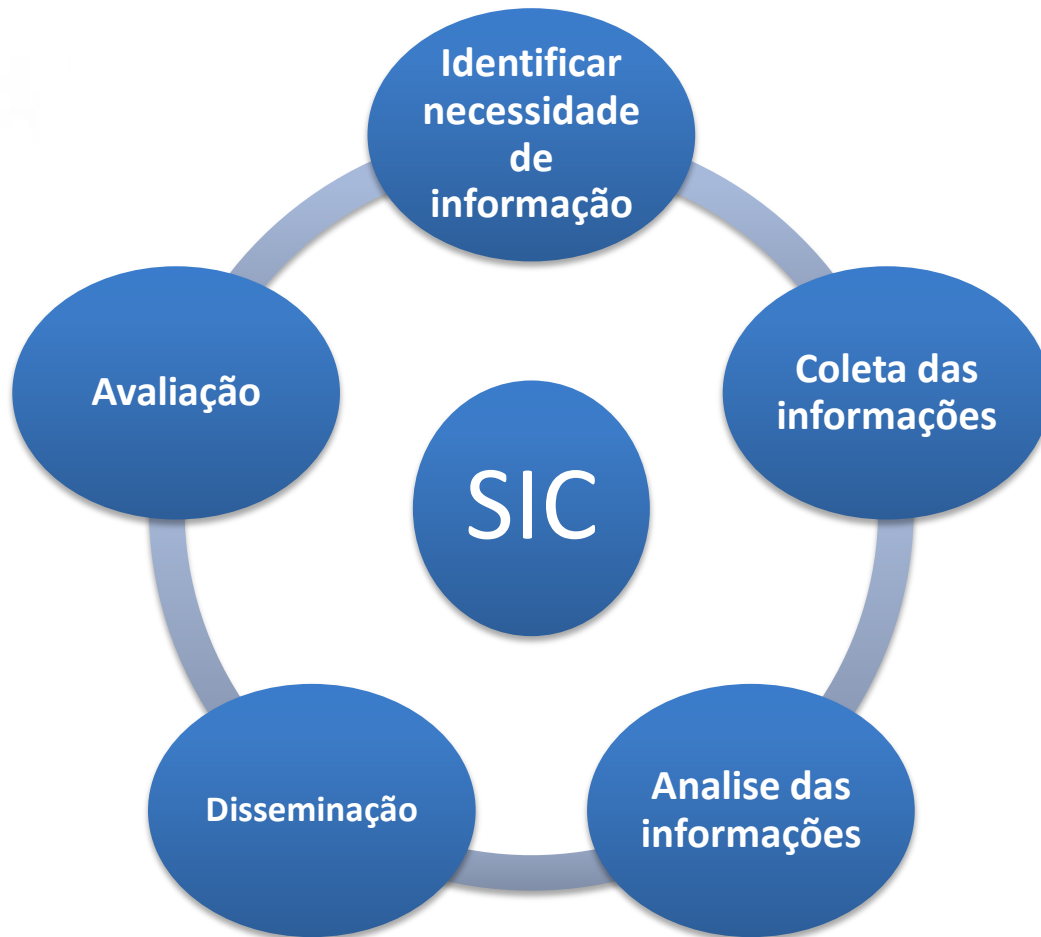 Identificar
necessidade
de
informação
Coleta das
informações
Analise das
informações
Disseminação
Avaliação
SIC